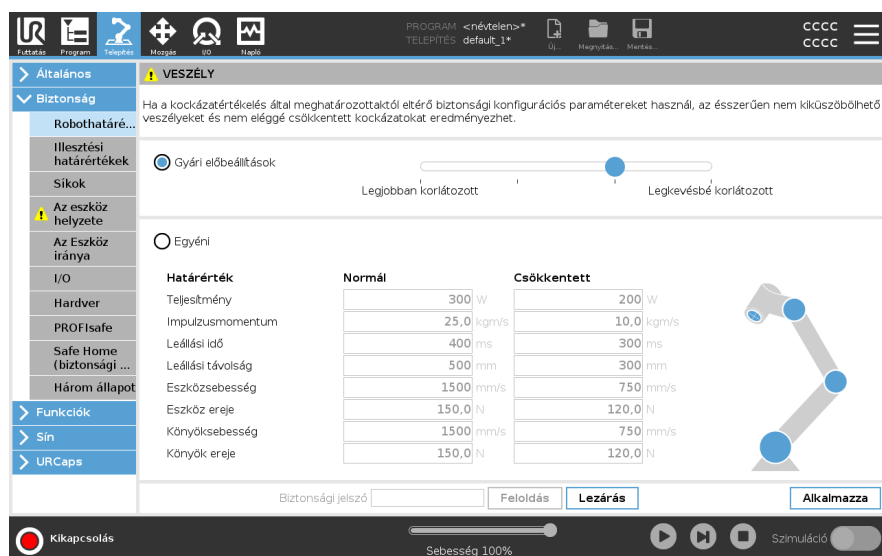 PROGRAM <névtelen>*
TELEPÍTÉS default_1*
cccc
cccc
Futtatás Program Telepítés Mozgás I/O Napló Új... Megnyitás... Mentés...
Általános
Biztonság
Robothatáré...
Illesztési
határértékek
Síkok
Az eszköz
helyzete
Az Eszköz
iránya
I/O
Hardver
PROFIsafe
Safe Home
(biztonsági ...
Három állapot
Funkciók
Sín
URCaps
VESZÉLY
Ha a kockázatértékelés által meghatározottaktól eltérő biztonsági konfigurációs paramétereket használ, az ésszerűen nem kiküszöbölhető
veszélyeket és nem eléggé csökkentett kockázatokat eredményezhet.
Gyári előbeállítások
Legjobban korlátozott Legkevésbé korlátozott
Egyéni
Határérték Normál Csökkentett
Teljesítmény 300 W 200 W
Impulzusmomentum 25,0 kgm/s 10,0 kgm/s
Leállási idő 400 ms 300 ms
Leállási távolság 500 mm 300 mm
Eszközsebesség 1500 mm/s 750 mm/s
Eszköz ereje 150,0 N 120,0 N
Könyöksebesség 1500 mm/s 750 mm/s
Könyök ereje 150,0 N 120,0 N
Biztonsági jelszó Feloldás Lezárás Alkalmazza
Kikapcsolás
Sebesség 100%
Szimuláció